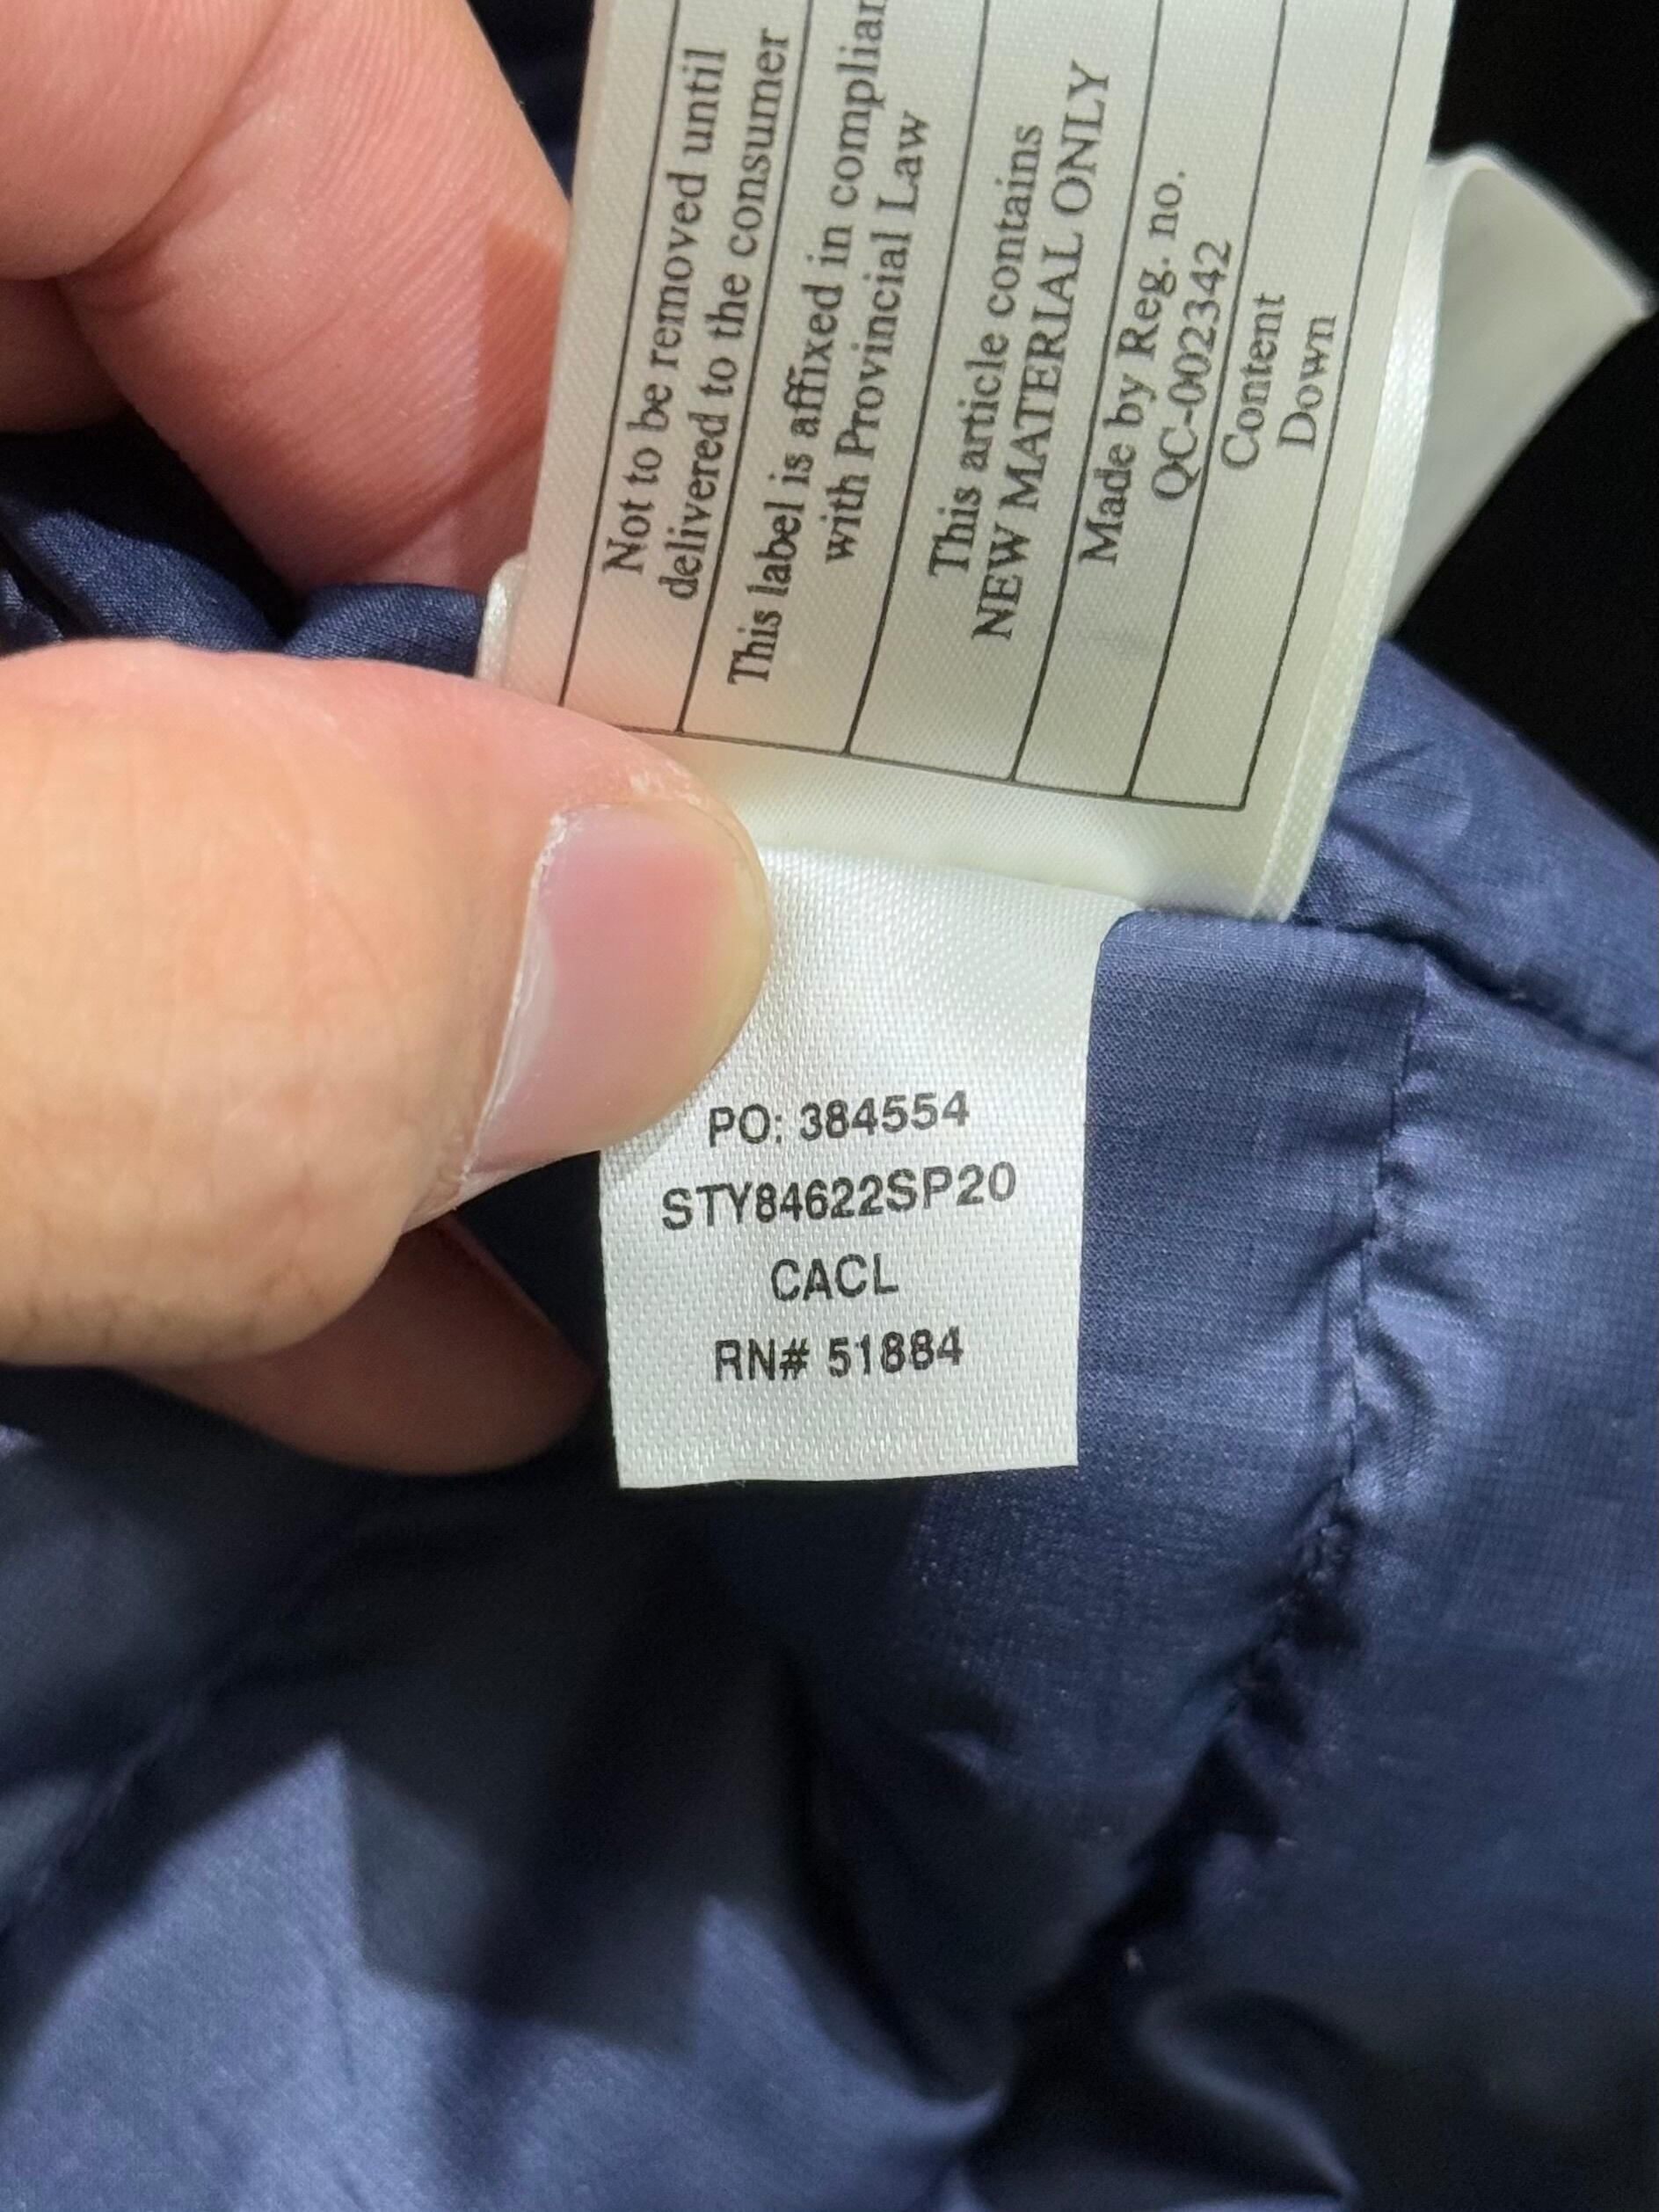 Not to be removed until
delivered to the consumer
This label is affixed in complian
with Provincial Law
This article contains
NEW MATERIAL ONLY
Made by Reg. no.
QC-002342
Content
Down
PO: 384554
STY84622SP20
CACL
RN# 51884